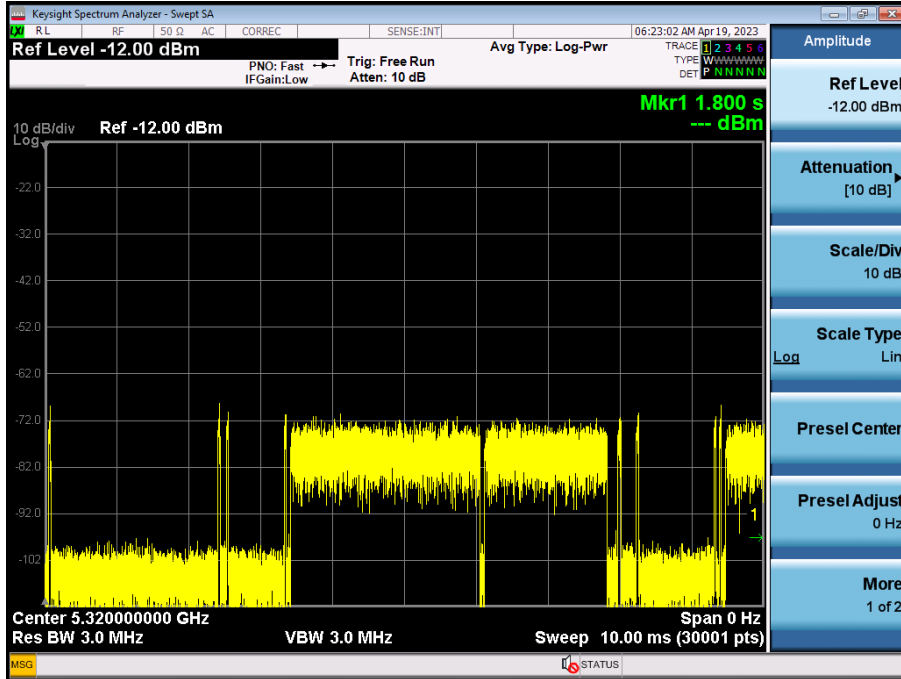 Keysight Spectrum Analyzer - Swept SA
LXI RL RF 50 Ω AC CORREC SENSE:INT 06:23:02 AM Apr 19, 2023
Ref Level -12.00 dBm
PNO: Fast
IFGain:Low
Trig: Free Run
Atten: 10 dB
Avg Type: Log-Pwr
TRACE 1 2 3 4 5 6
TYPE WWWWWW
DET P N N N N N
Mkr1 1.800 s
--- dBm
10 dB/div Ref -12.00 dBm
Log
-22.0
-32.0
-42.0
-52.0
-62.0
-72.0
-82.0
-92.0
1
-102
Center 5.320000000 GHz Span 0 Hz
Res BW 3.0 MHz VBW 3.0 MHz Sweep 10.00 ms (30001 pts)
MSG STATUS
Amplitude
Ref Level
-12.00 dBm
Attenuation
[10 dB]
Scale/Div
10 dB
Scale Type
Log Lin
Presel Center
Presel Adjust
0 Hz
More
1 of 2